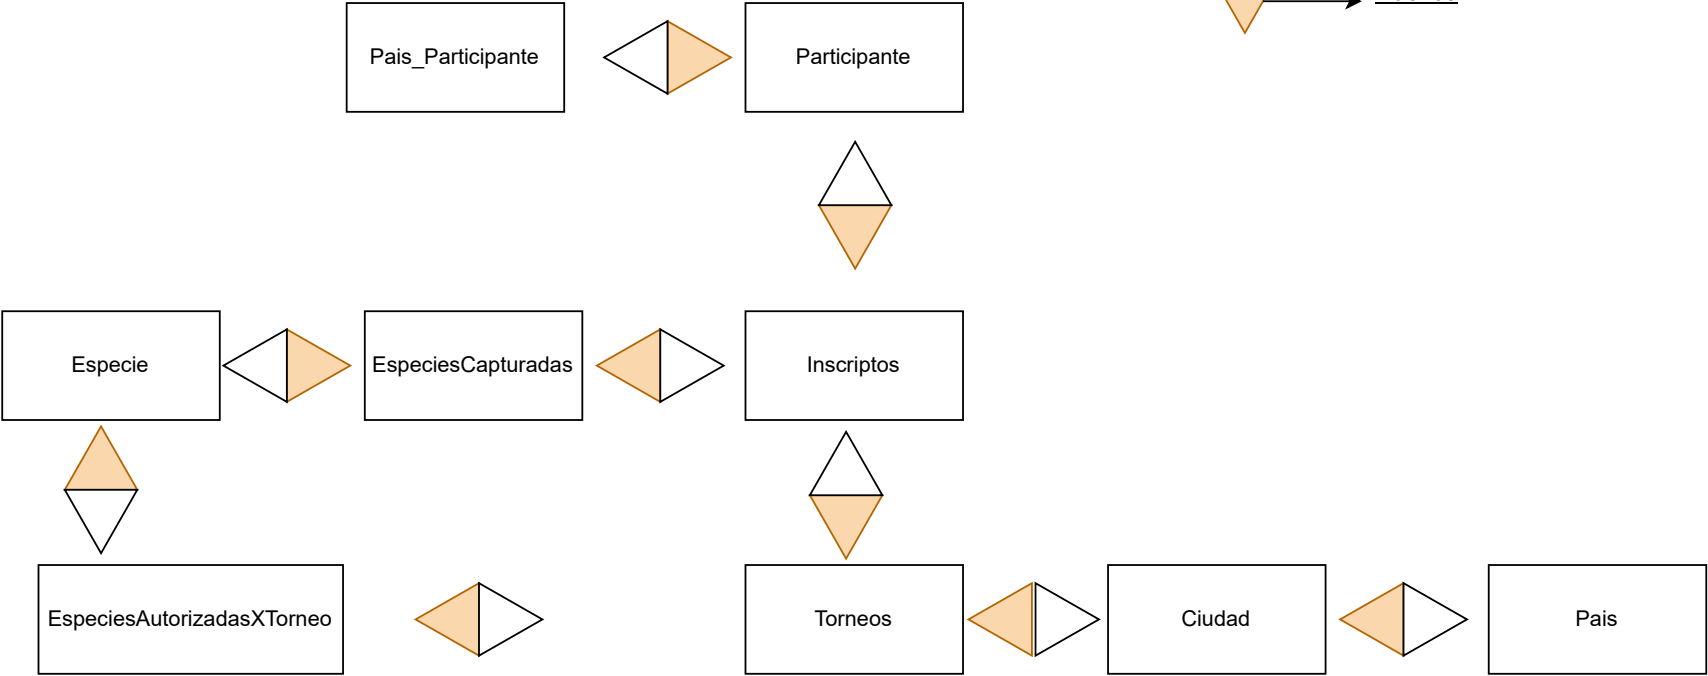 Pais_Participante
Participante
Especie
EspeciesCapturadas
Inscriptos
EspeciesAutorizadasXTorneo
Torneos
Ciudad
Pais